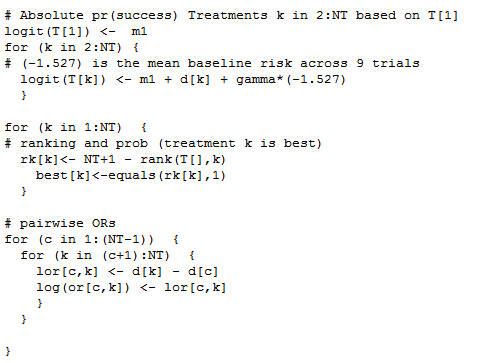 # Absolute pr(success) Treatments k in 2:NT based on T[1]
logit(T[1]) <-  m1
for (k in 2:NT) {
# (-1.527) is the mean baseline risk across 9 trials
  logit(T[k]) <- m1 + d[k] + gamma*(-1.527)
  }

for (k in 1:NT)  {
# ranking and prob (treatment k is best)
  rk[k]<- NT+1 - rank(T[],k)
    best[k]<-equals(rk[k],1)
  }

# pairwise ORs
for (c in 1:(NT-1))  {
  for (k in (c+1):NT)  {
    lor[c,k] <- d[k] - d[c]
    log(or[c,k]) <- lor[c,k]
    }
  }

}